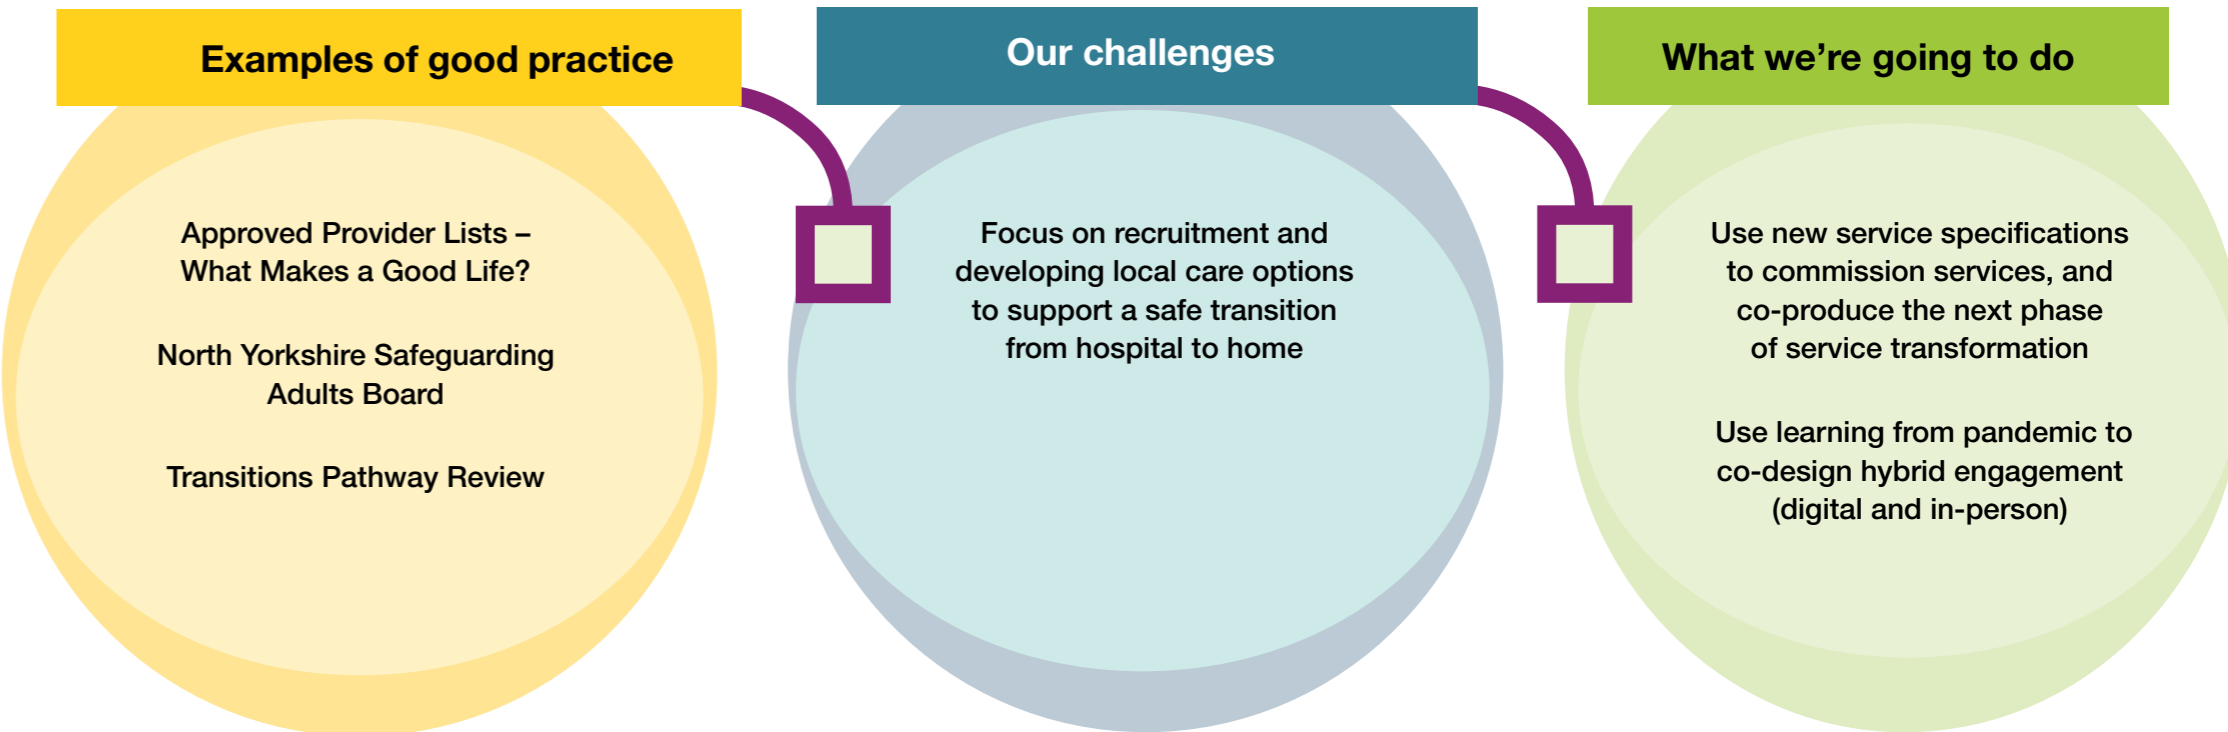 Examples of good practice
Approved Provider Lists –
What Makes a Good Life?
North Yorkshire Safeguarding
Adults Board
Transitions Pathway Review
Our challenges
Focus on recruitment and
developing local care options
to support a safe transition
from hospital to home
What we’re going to do
Use new service specifications
to commission services, and
co-produce the next phase
of service transformation
Use learning from pandemic to
co-design hybrid engagement
(digital and in-person)